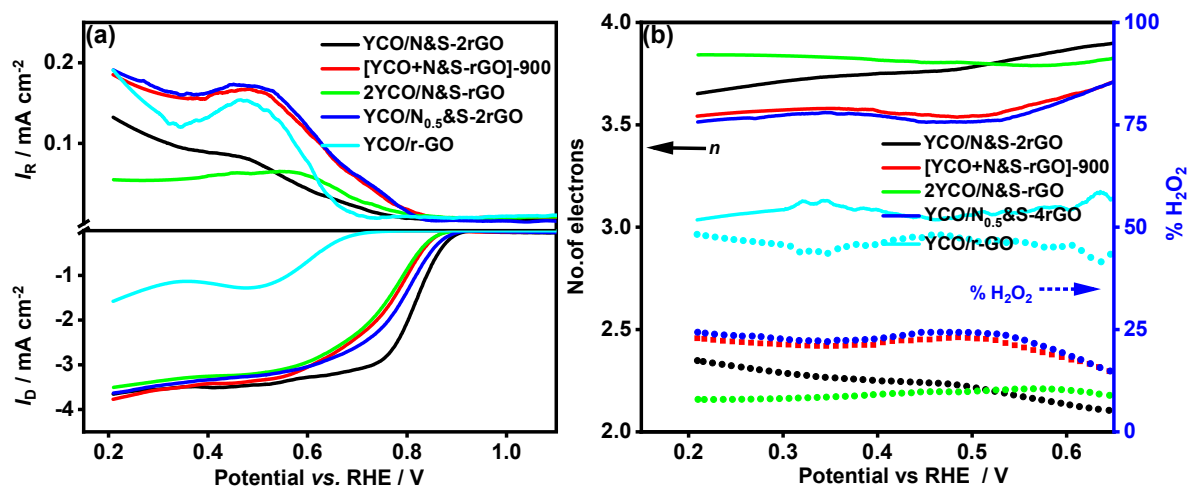 (a)
YCO/N&S-2rGO
[YCO+N&S-rGO]-900
2YCO/N&S-rGO
YCO/N0.5&S-2rGO
YCO/r-GO
0.2
0.1
IR / mA cm-2
-1
-2
-3
-4
ID / mA cm-2
0.2 0.4 0.6 0.8 1.0
Potential vs. RHE / V
(b)
n
YCO/N&S-2rGO
[YCO+N&S-rGO]-900
2YCO/N&S-rGO
YCO/N0.5&S-4rGO
YCO/r-GO
% H2O2
4.0
3.5
3.0
2.5
2.0
No.of electrons
100
75
50
25
0
% H2O2
0.2 0.3 0.4 0.5 0.6
Potential vs RHE / V